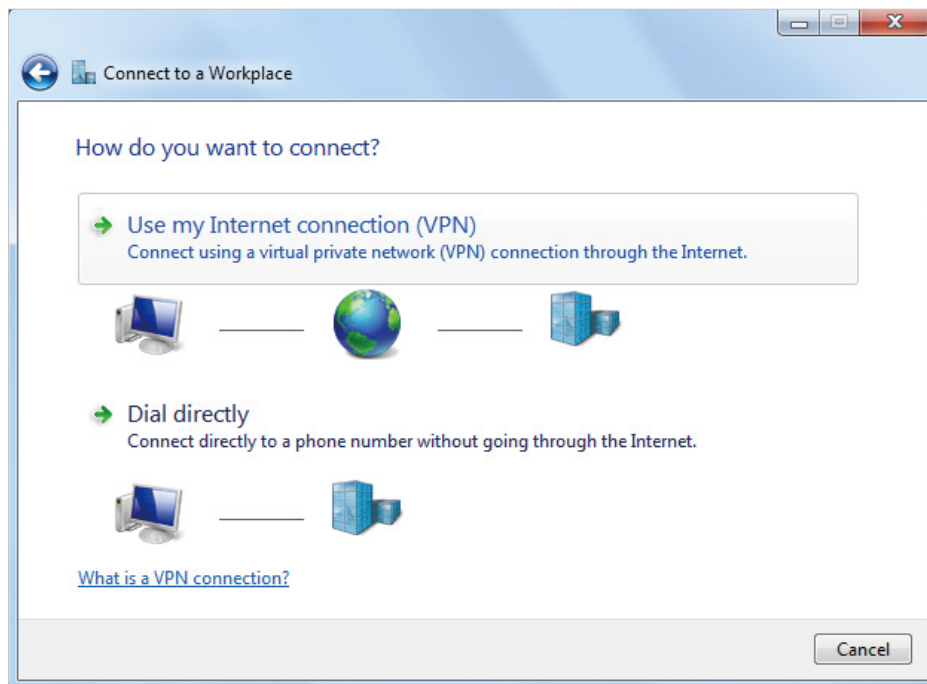 Connect to a Workplace
How do you want to connect?
Use my Internet connection (VPN)
Connect using a virtual private network (VPN) connection through the Internet.
Dial directly
Connect directly to a phone number without going through the Internet.
What is a VPN connection?
Cancel